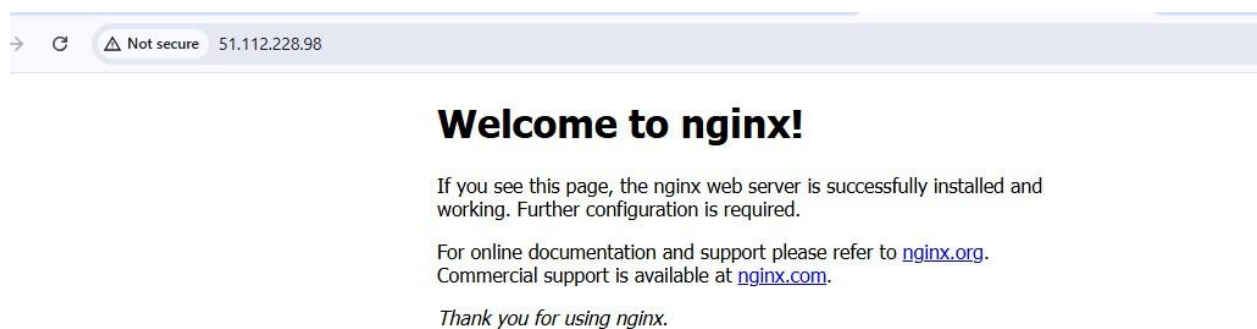 Not secure 51.112.228.98
Welcome to nginx!
If you see this page, the nginx web server is successfully installed and
working. Further configuration is required.
For online documentation and support please refer to nginx.org.
Commercial support is available at nginx.com.
Thank you for using nginx.